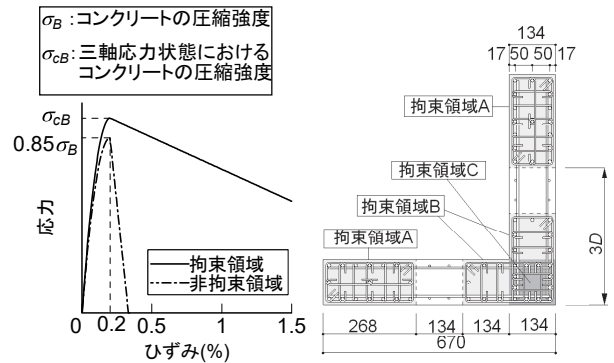 σB：コンクリートの圧縮強度
σcB：三軸応力状態における
コンクリートの圧縮強度
σcB
0.85σB
応力
拘束領域
非拘束領域
0
0.2
0.5
1
1.5
ひずみ(%)
134
17 50 50 17
拘束領域A
拘束領域C
拘束領域B
拘束領域A
3D
268
134
134
134
670